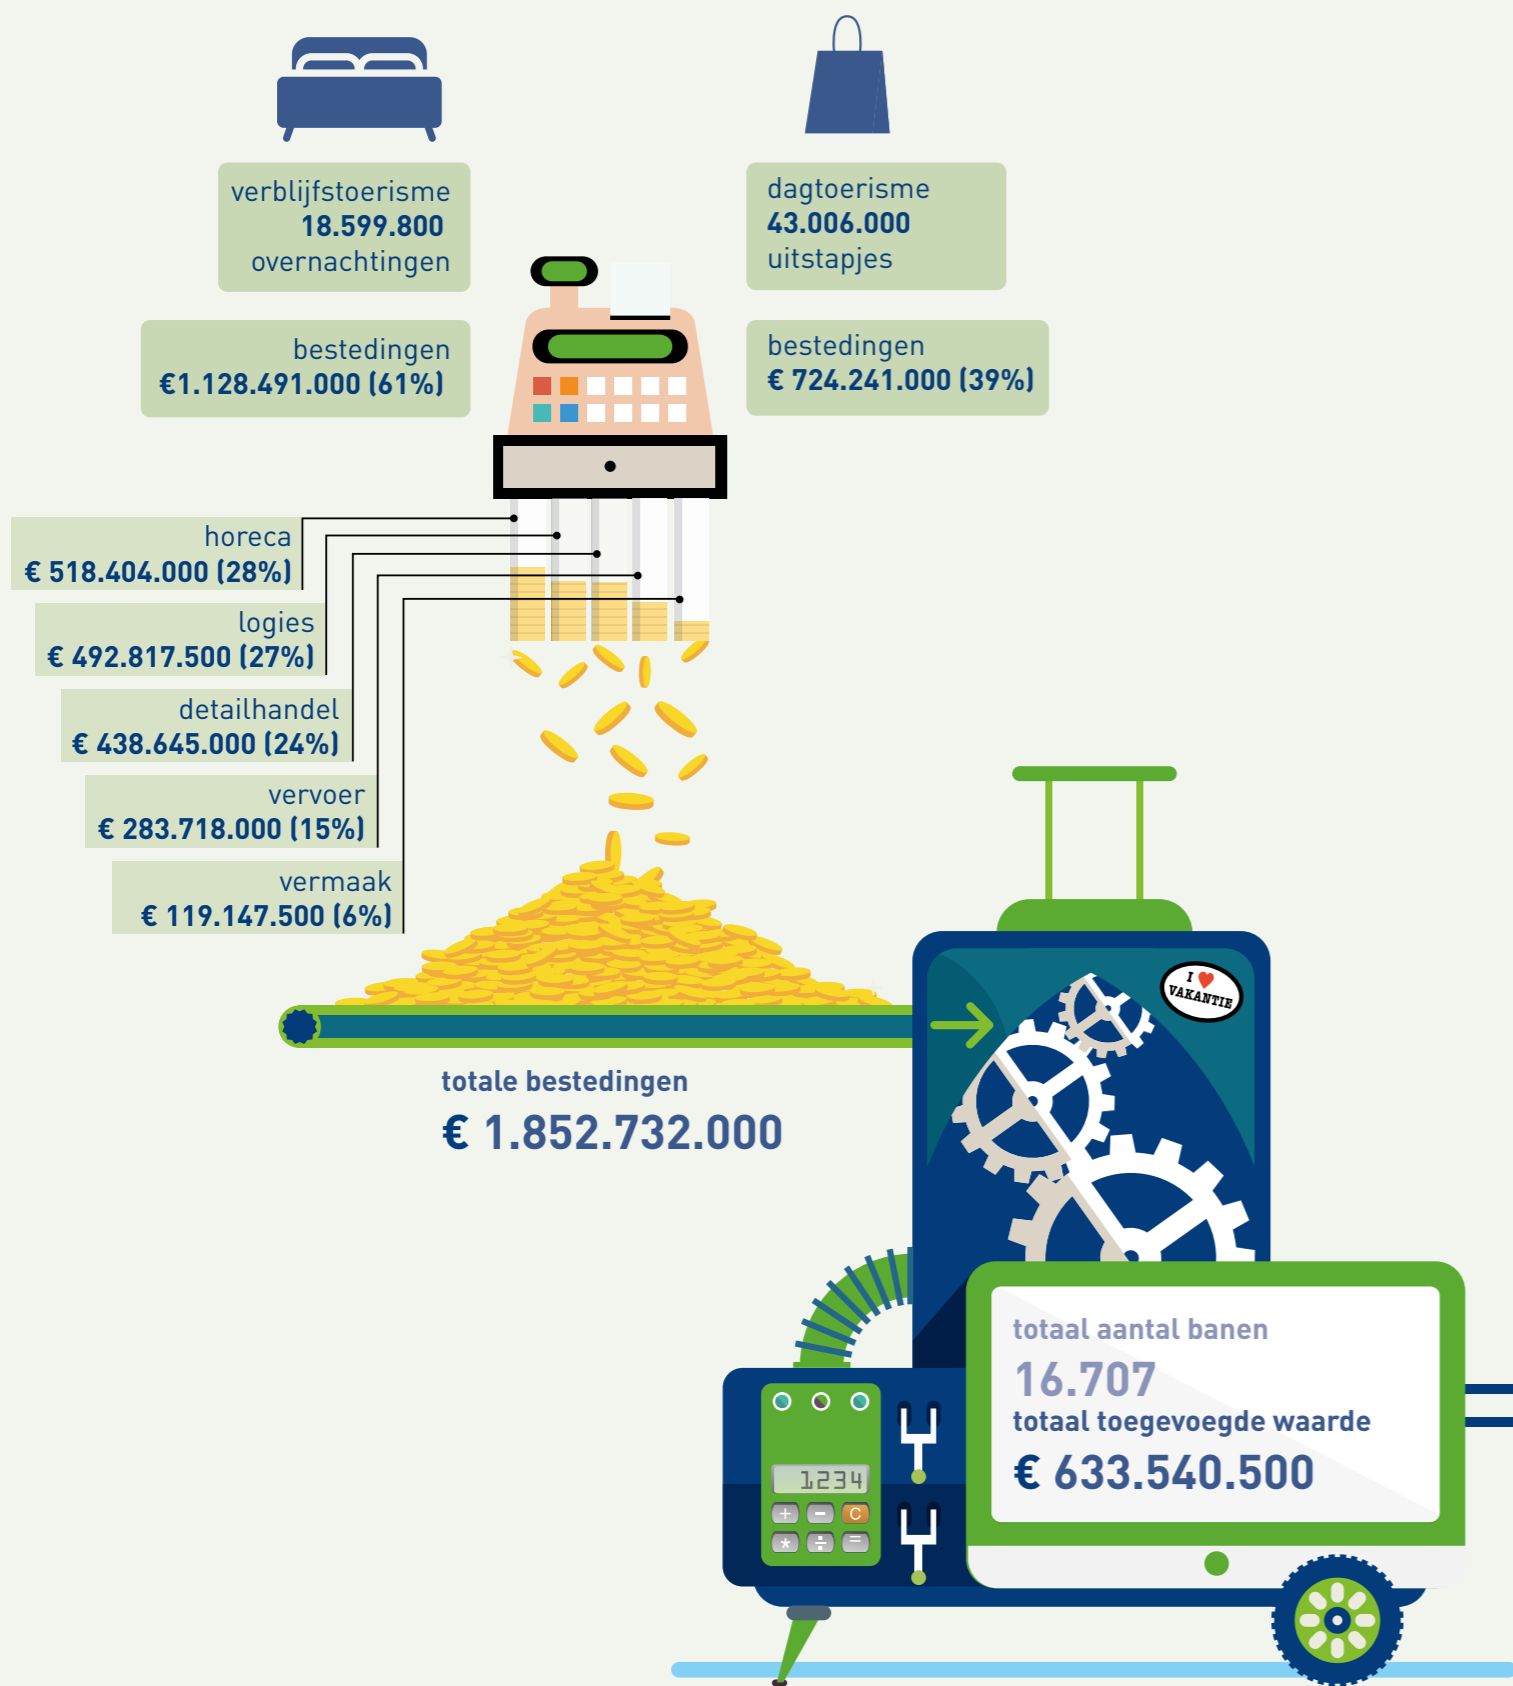 verblijfstoerisme
18.599.800
overnachtingen
dagtoerisme
43.006.000
uitstapjes
bestedingen
€1.128.491.000 (61%)
bestedingen
€ 724.241.000 (39%)
horeca
€ 518.404.000 (28%)
logies
€ 492.817.500 (27%)
detailhandel
€ 438.645.000 (24%)
vervoer
€ 283.718.000 (15%)
vermaak
€ 119.147.500 (6%)
I ♥
VAKANTIE
totale bestedingen
€ 1.852.732.000
totaal aantal banen
16.707
totaal toegevoegde waarde
€ 633.540.500
1234
+ - C
* ÷ =